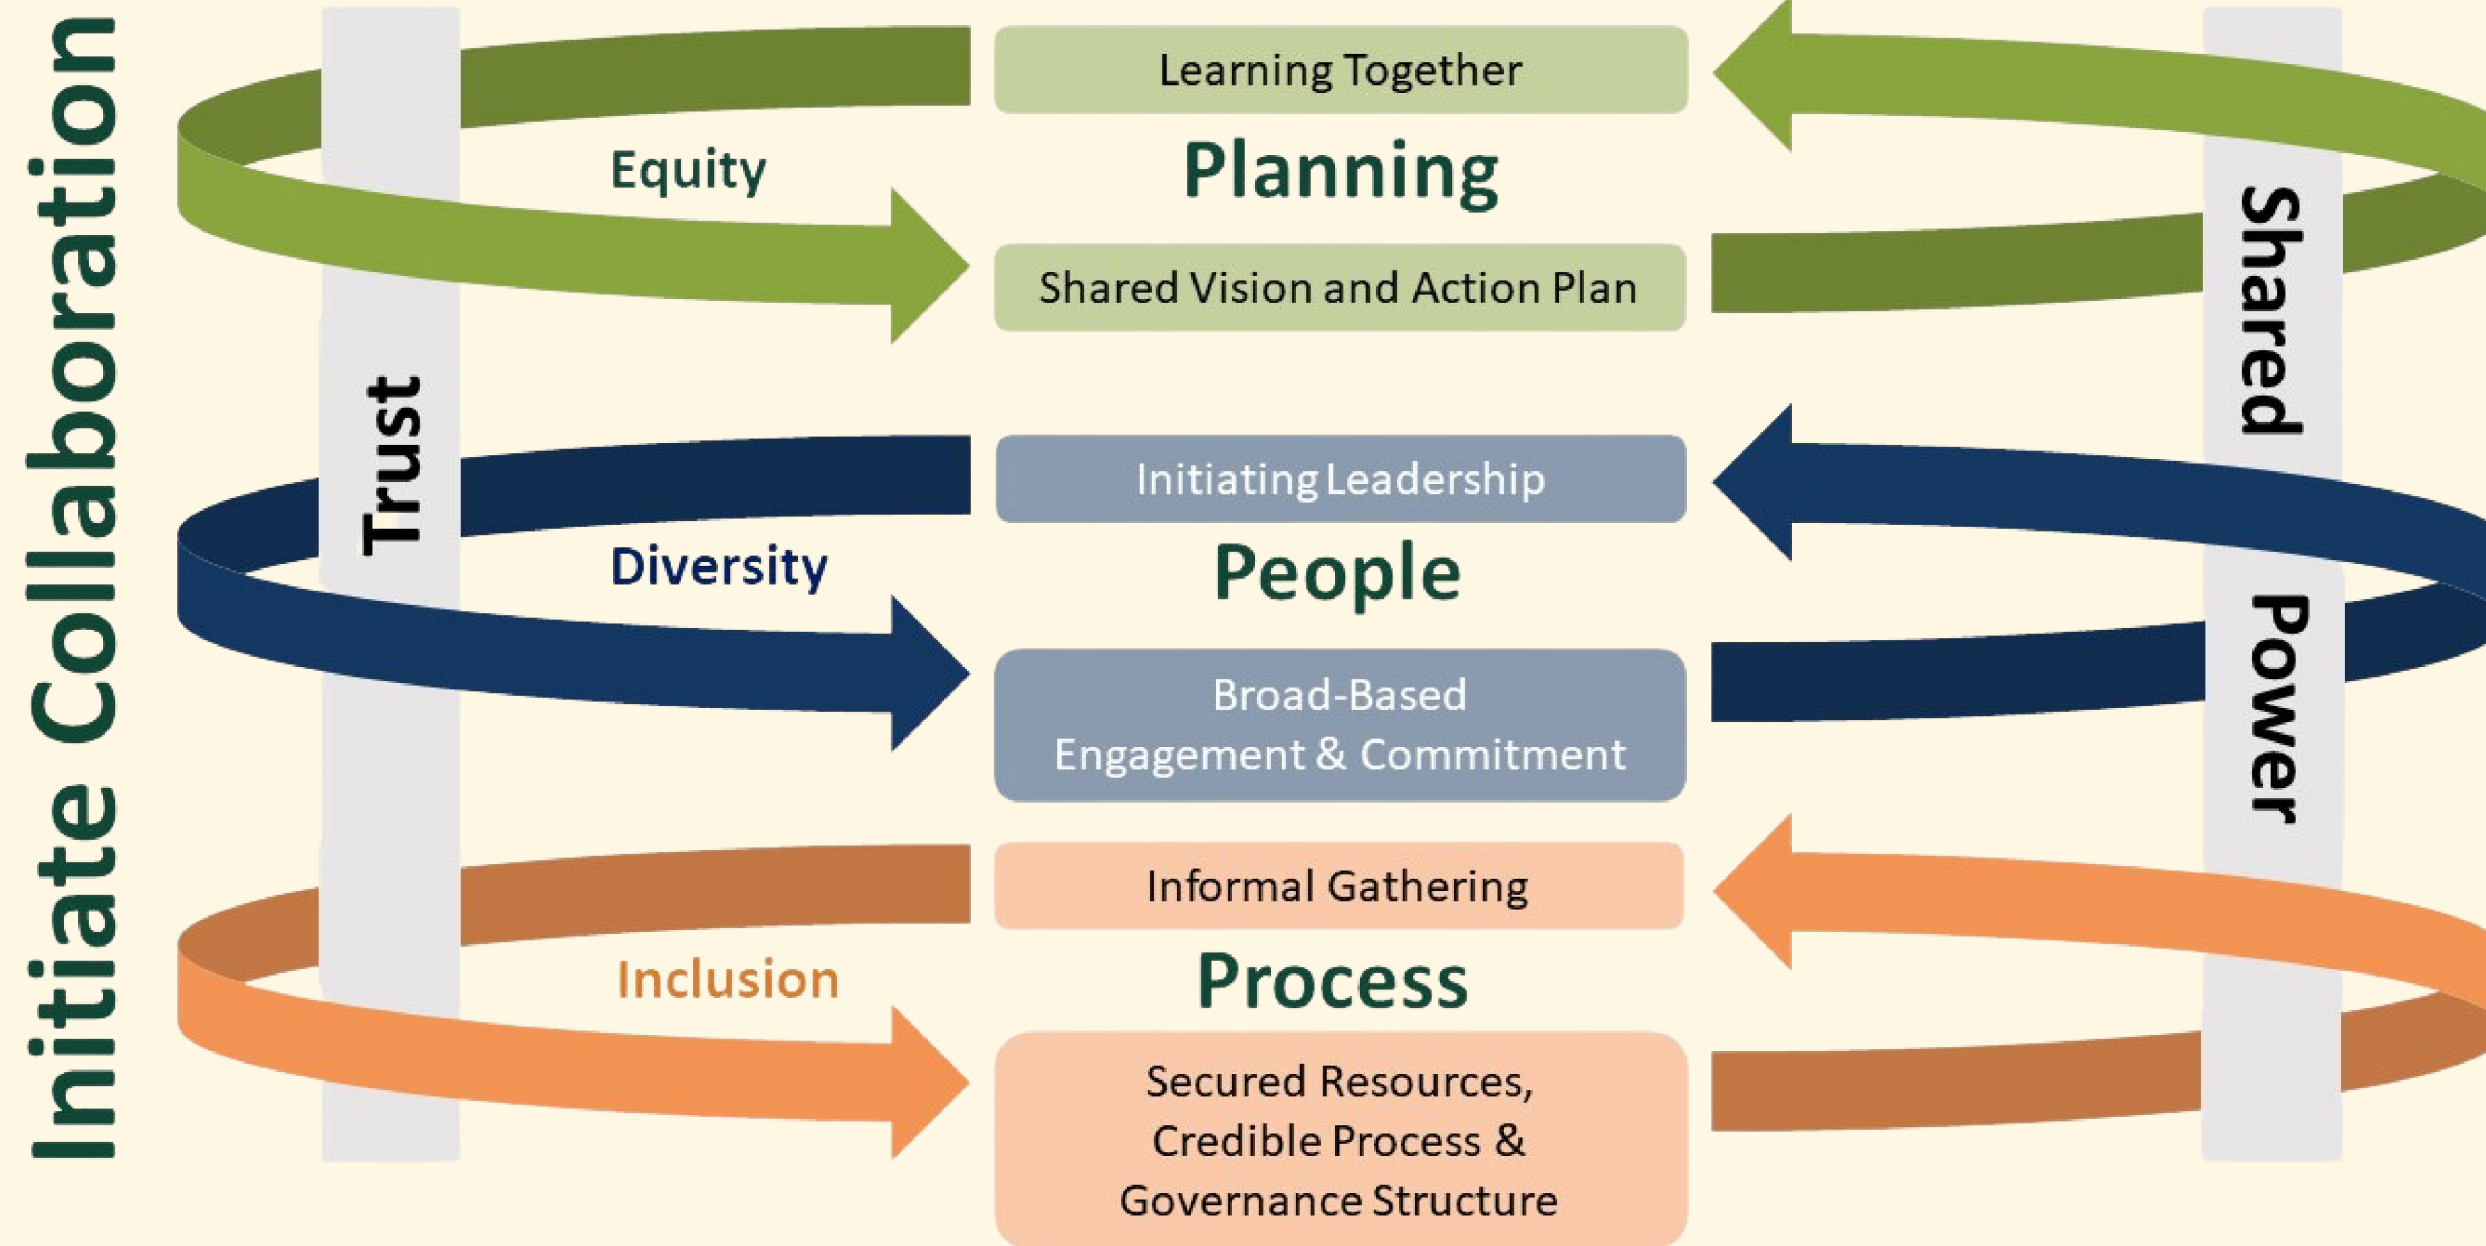 Initiate Collaboration
Trust
Learning Together
Equity
Planning
Shared Vision and Action Plan
Initiating Leadership
Diversity
People
Broad-Based
Engagement & Commitment
Informal Gathering
Inclusion
Process
Secured Resources,
Credible Process &
Governance Structure
Shared Power